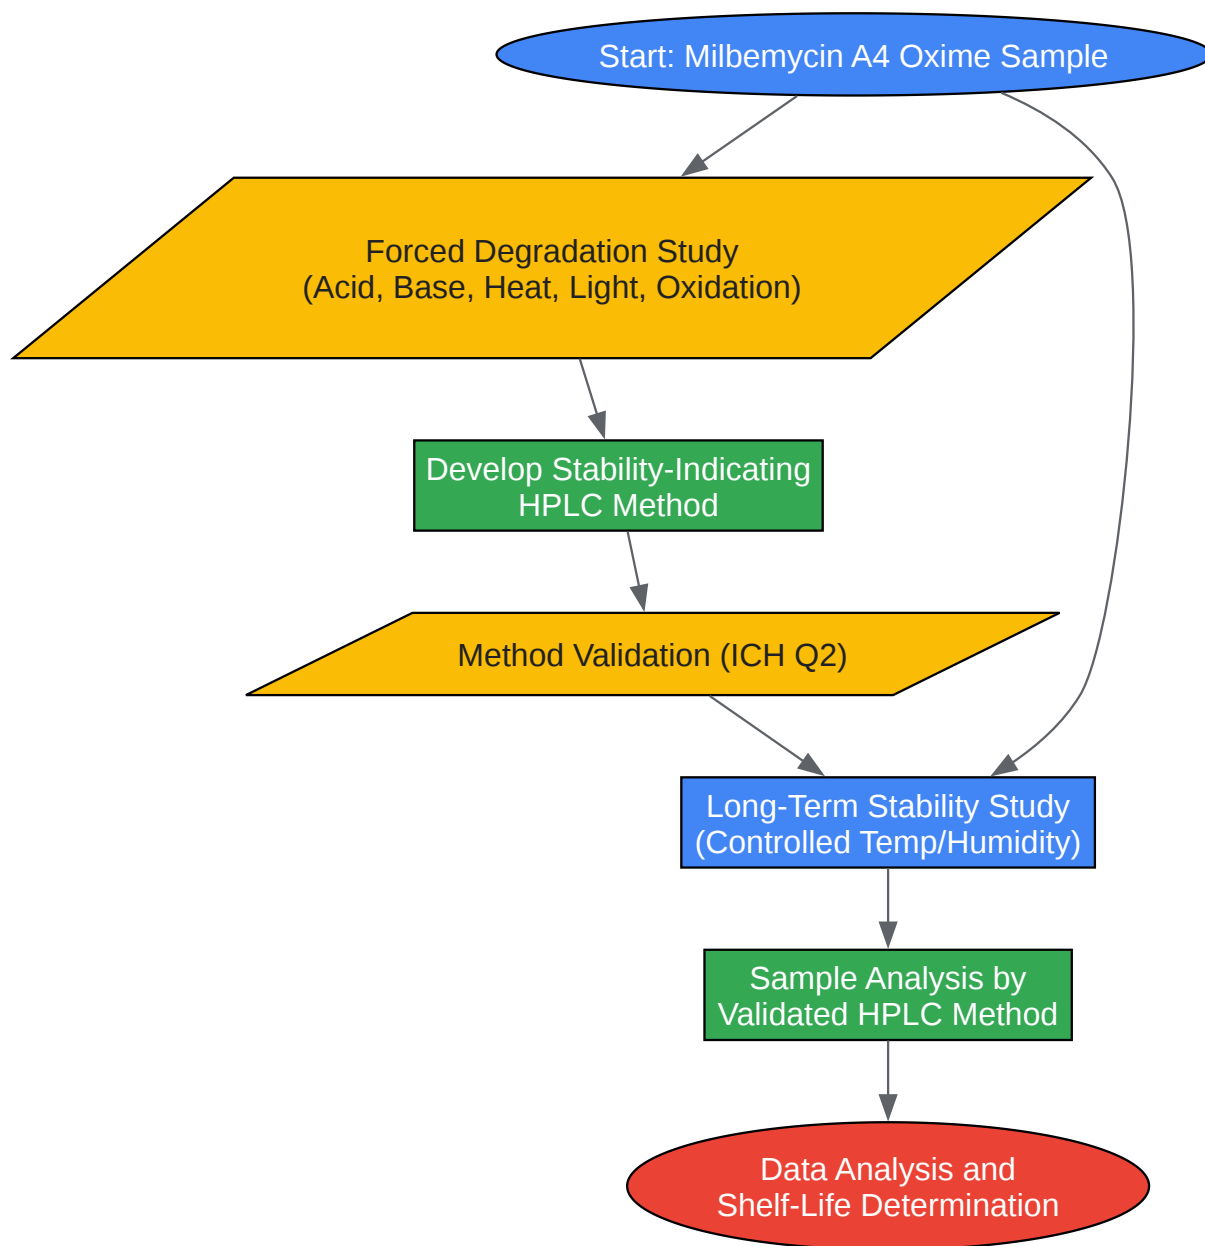 Start: Milbemycin A4 Oxime Sample
Forced Degradation Study
(Acid, Base, Heat, Light, Oxidation)
Develop Stability-Indicating
HPLC Method
Method Validation (ICH Q2)
Long-Term Stability Study
(Controlled Temp/Humidity)
Sample Analysis by
Validated HPLC Method
Data Analysis and
Shelf-Life Determination